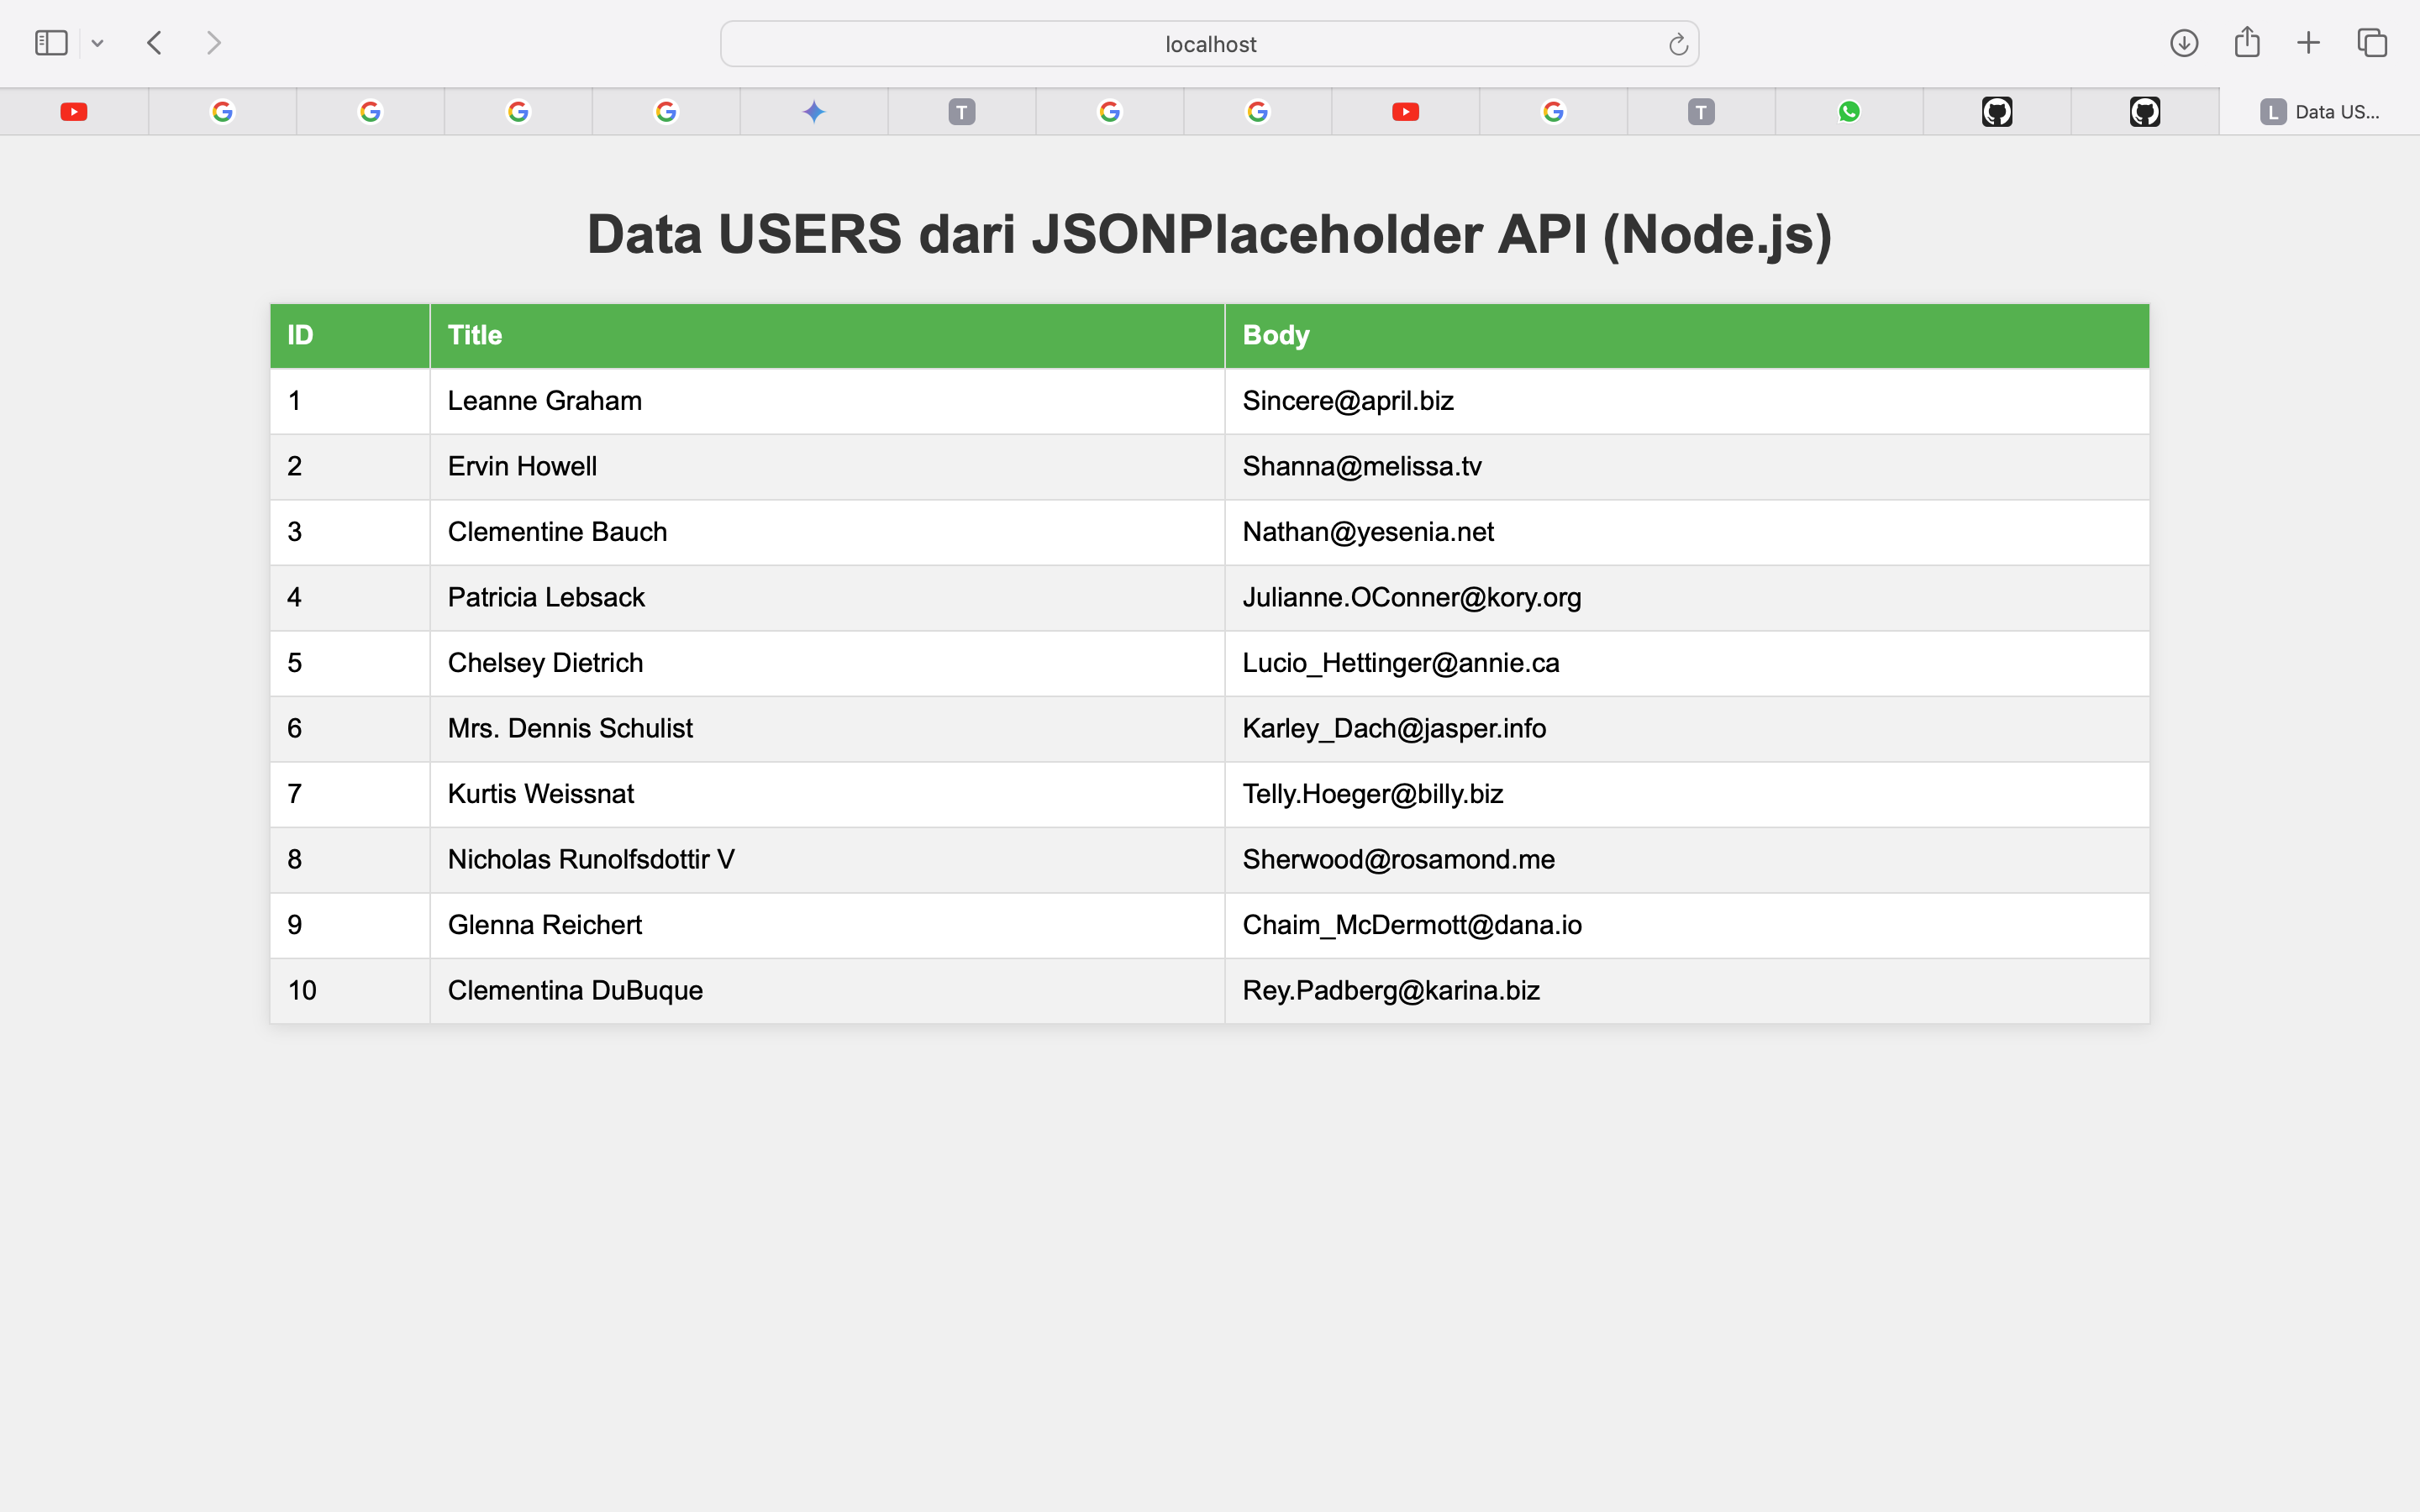 localhost
T
T
L Data US...
Data USERS dari JSONPlaceholder API (Node.js)
ID Title Body
1 Leanne Graham Sincere@april.biz
2 Ervin Howell Shanna@melissa.tv
3 Clementine Bauch Nathan@yesenia.net
4 Patricia Lebsack Julianne.OConner@kory.org
5 Chelsey Dietrich Lucio_Hettinger@annie.ca
6 Mrs. Dennis Schulist Karley_Dach@jasper.info
7 Kurtis Weissnat Telly.Hoeger@billy.biz
8 Nicholas Runolfsdottir V Sherwood@rosamond.me
9 Glenna Reichert Chaim_McDermott@dana.io
10 Clementina DuBuque Rey.Padberg@karina.biz